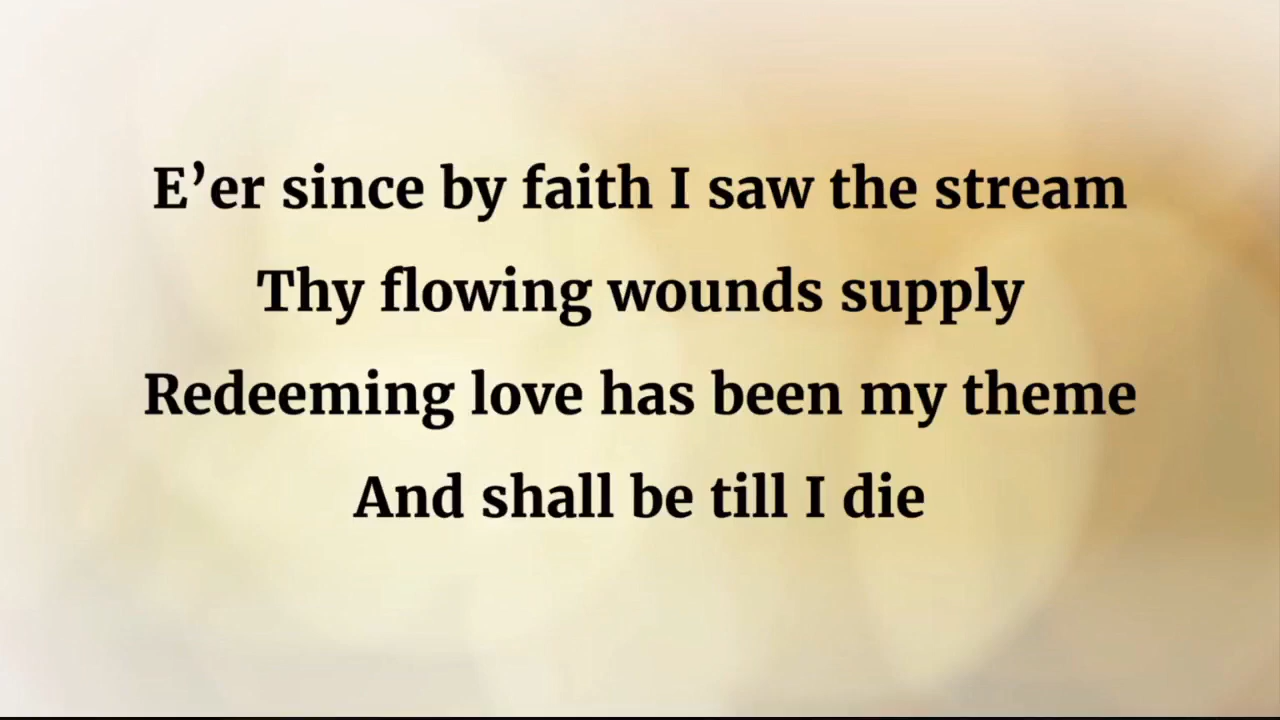 E’er since by faith I saw the stream
Thy flowing wounds supply
Redeeming love has been my theme
And shall be till I die